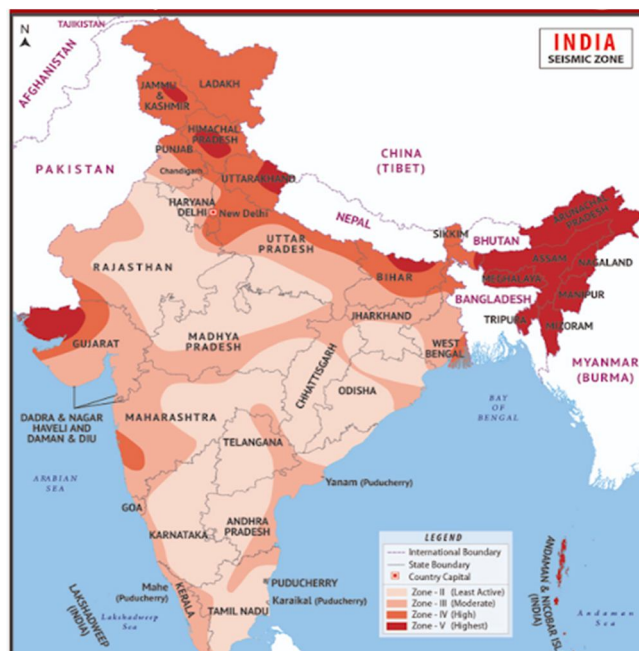 TAJIKISTAN
N
AFGHANISTAN
INDIA
SEISMIC ZONE
LADAKH
JAMMU
&
KASHMIR
HIMACHAL
PRADESH
PUNJAB
PAKISTAN
Chandigarh
UTTARAKHAND
CHINA
(TIBET)
HARYANA
DELHI
New Delhi
NEPAL
ARUNACHAL
PRADESH
SIKKIM
BHUTAN
UTTAR
PRADESH
RAJASTHAN
ASSAM
NAGALAND
BIHAR
MEGHALAYA
BANGLADESH
MANIPUR
JHARKHAND
TRIPURA
MIZORAM
GUJARAT
MADHYA
PRADESH
WEST
BENGAL
MYANMAR
(BURMA)
CHHATTISGARH
ODISHA
DADRA & NAGAR
HAVELI AND
DAMAN & DIU
MAHARASHTRA
BAY
OF
BENGAL
TELANGANA
ARABIAN
SEA
Yanam (Puducherry)
GOA
ANDHRA
PRADESH
KARNATAKA
LEGEND
International Boundary
State Boundary
Country Capital
Zone - II (Least Active)
Zone - III (Moderate)
Zone - IV (High)
Zone - V (Highest)
ANDAMAN & NICOBAR ISL
(INDIA)
Mahe
(Puducherry)
PUDUCHERRY
Karaikal (Puducherry)
KERALA
TAMIL NADU
LAKSHADWEEP
(INDIA)
Lakshadweep
Sea
Andaman
Sea